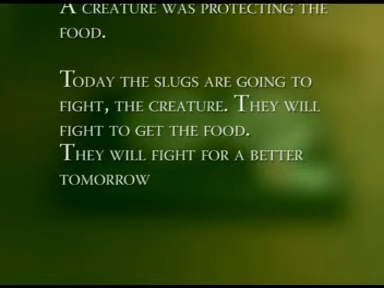 A creature was protecting the
food.
Today the slugs are going to
fight, the creature. They will
fight to get the food.
They will fight for a better
tomorrow